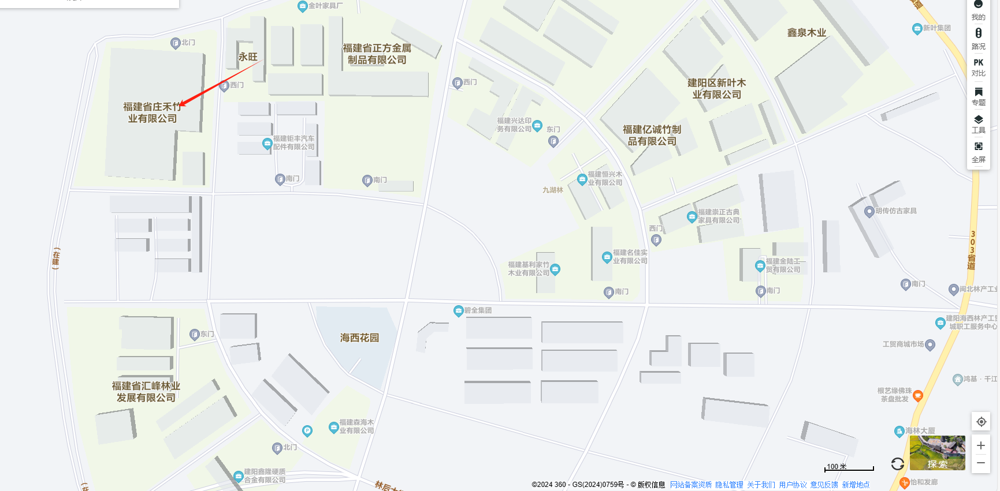 金叶家具厂
我的
新叶集团
鑫泉木业
路况
北门
福建省正方金属
制品有限公司
永旺
PK
对比
西门
西门
建阳区新叶木
业有限公司
专题
福建省庄禾竹
业有限公司
福建兴达印
务有限公司
东门
福建亿诚竹制
品有限公司
工具
福建钜丰汽车
配件有限公司
全屏
南门
南门
福建恒兴木
业有限公司
九湖林
福建崇正古典
家具有限公司
明传仿古家具
西门
303省道
(在建)
福建名佳实
业有限公司
福建基利家竹
木业有限公司
福建金陆工
贸有限公司
南门
南门
南门
闽北林产工业
碧全集团
建阳海西林产工贸
城职工服务中心
东门
海西花园
工贸商城市场
福建省汇峰林业
发展有限公司
鸿基·千江
根艺缘佛珠
茶盘批发
福建森海木
业有限公司
P
海林大厦
北门
探索
100 米
建阳鑫隆硬质
合金有限公司
怡和发廊
©2024 360 - GS(2024)0759号 - © 版权信息 网站备案资质 隐私管理 关于我们 用户协议 意见反馈 新增地点